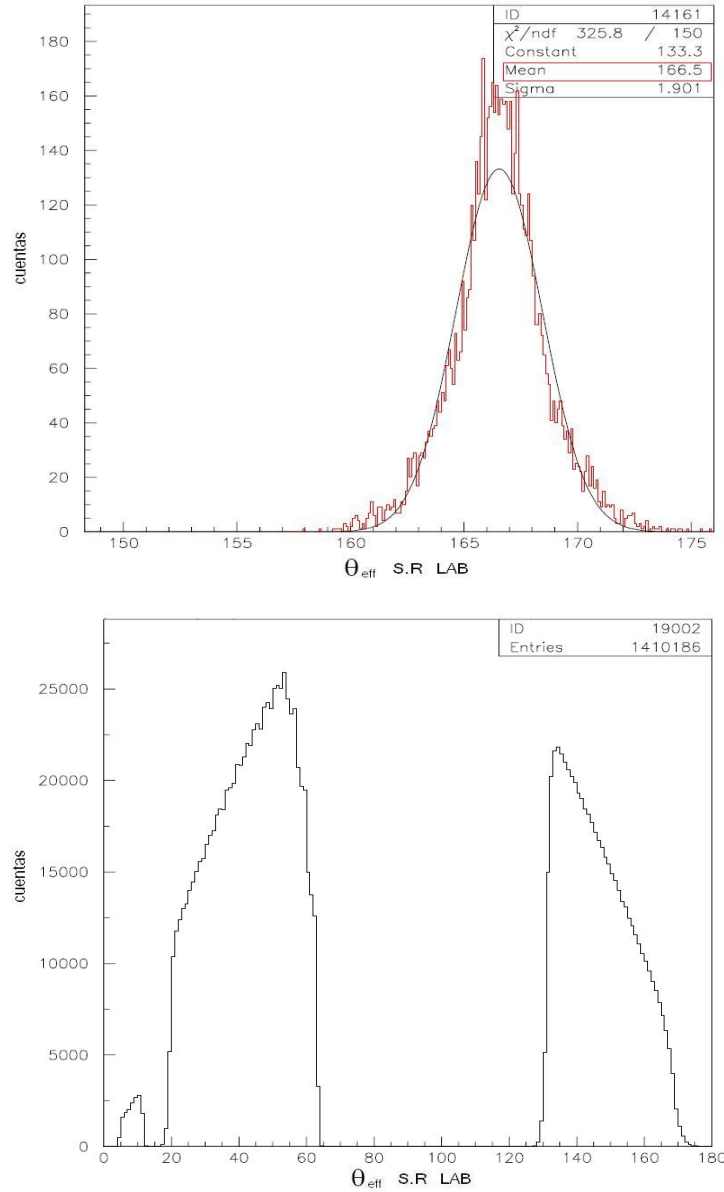 ID 14161
χ²/ndf 325.8 / 150
Constant 133.3
Mean 166.5
Sigma 1.901
180
160
140
120
100
80
60
40
20
0
cuentas
150 155 160 165 170 175
θeff S.R LAB
ID 19002
Entries 1410186
25000
20000
15000
10000
5000
0
cuentas
0 20 40 60 80 100 120 140 160 180
θeff S.R LAB